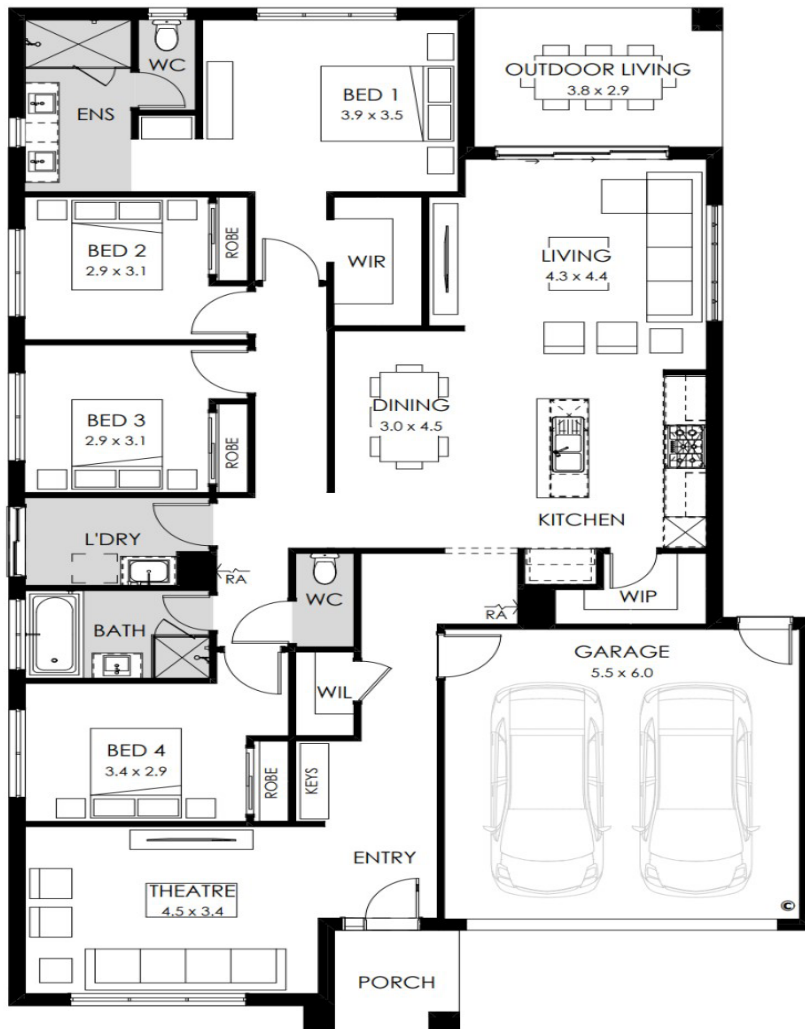 WC
ENS
BED 1
3.9 x 3.5
OUTDOOR LIVING
3.8 x 2.9
BED 2
2.9 x 3.1
ROBE
WIR
LIVING
4.3 x 4.4
BED 3
2.9 x 3.1
ROBE
DINING
3.0 x 4.5
KITCHEN
L'DRY
RA
WC
RA
WIP
BATH
GARAGE
5.5 x 6.0
WIL
BED 4
3.4 x 2.9
ROBE
KEYS
ENTRY
THEATRE
4.5 x 3.4
©
PORCH